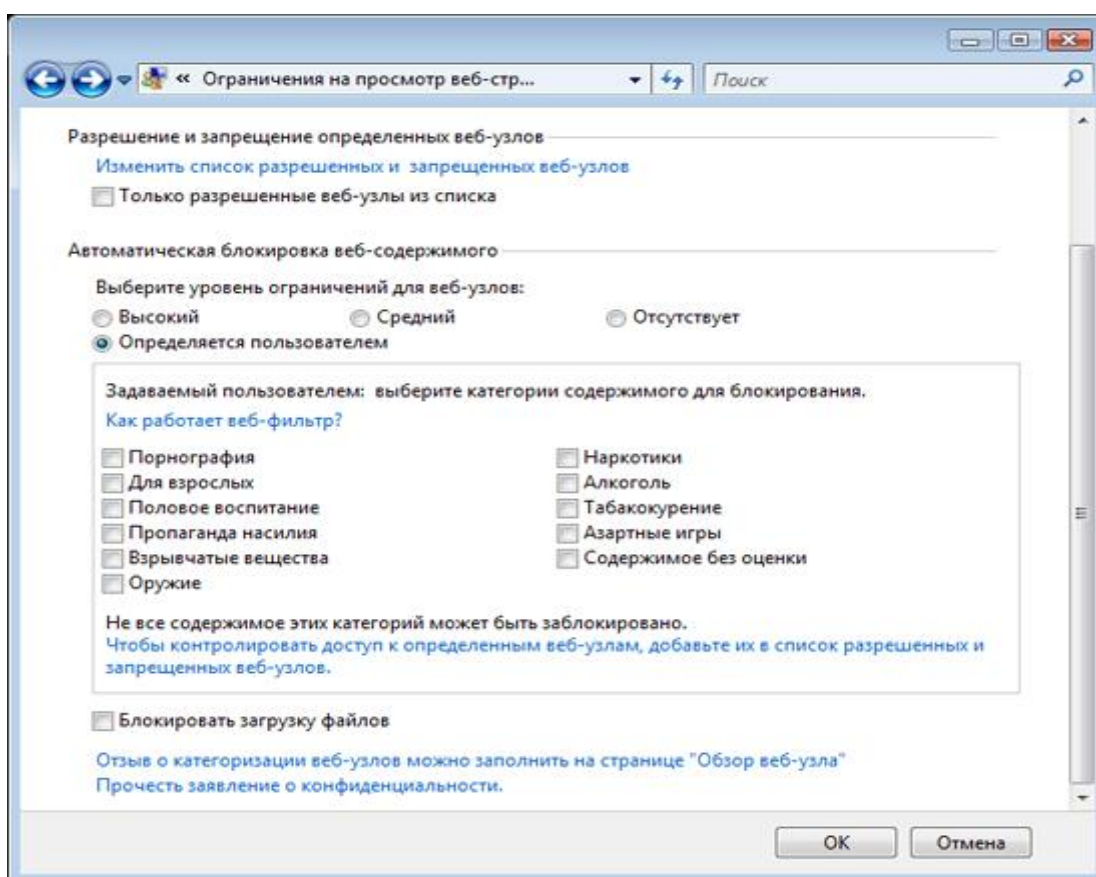 « Ограничения на просмотр веб-стр...
Поиск
Разрешение и запрещение определенных веб-узлов
Изменить список разрешенных и запрещенных веб-узлов
Только разрешенные веб-узлы из списка
Автоматическая блокировка веб-содержимого
Выберите уровень ограничений для веб-узлов:
Высокий Средний Отсутствует
Определяется пользователем
Задаваемый пользователем: выберите категории содержимого для блокирования.
Как работает веб-фильтр?
Порнография Наркотики
Для взрослых Алкоголь
Половое воспитание Табакокурение
Пропаганда насилия Азартные игры
Взрывчатые вещества Содержимое без оценки
Оружие
Не все содержимое этих категорий может быть заблокировано.
Чтобы контролировать доступ к определенным веб-узлам, добавьте их в список разрешенных и
запрещенных веб-узлов.
Блокировать загрузку файлов
Отзыв о категоризации веб-узлов можно заполнить на странице "Обзор веб-узла"
Прочесть заявление о конфиденциальности.
OK Отмена